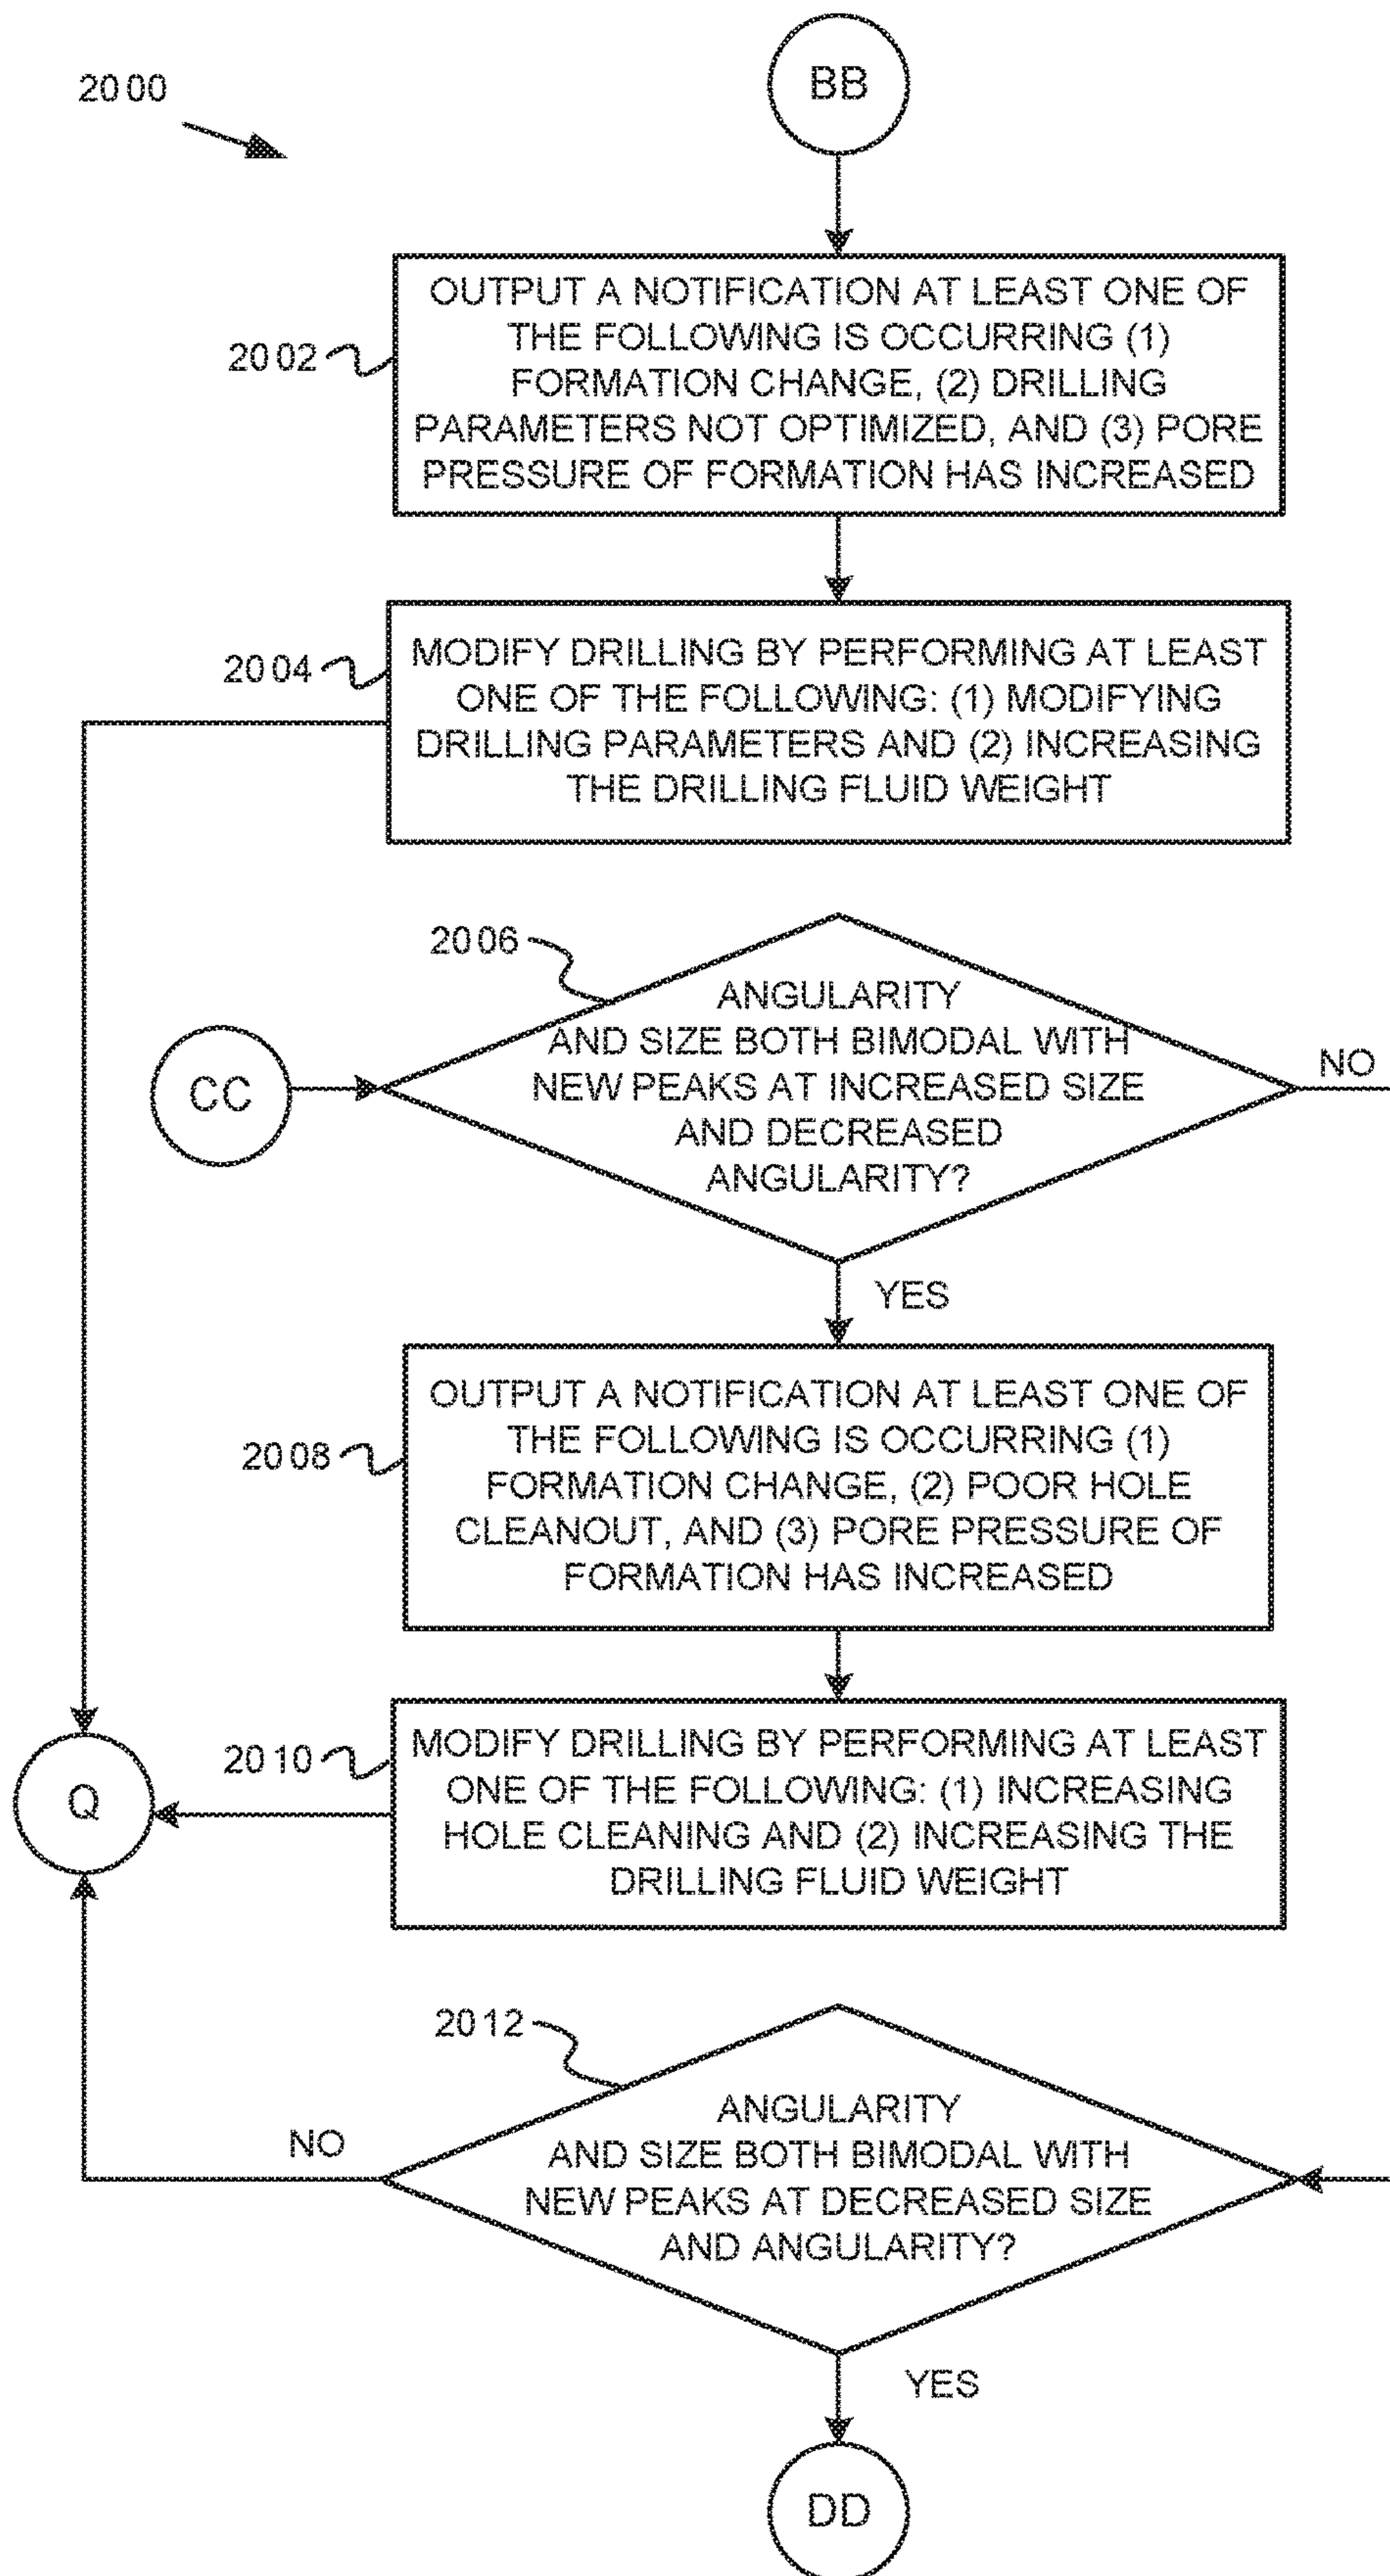 2000
BB
2002
OUTPUT A NOTIFICATION AT LEAST ONE OF
THE FOLLOWING IS OCCURRING (1)
FORMATION CHANGE, (2) DRILLING
PARAMETERS NOT OPTIMIZED, AND (3) PORE
PRESSURE OF FORMATION HAS INCREASED
2004
MODIFY DRILLING BY PERFORMING AT LEAST
ONE OF THE FOLLOWING: (1) MODIFYING
DRILLING PARAMETERS AND (2) INCREASING
THE DRILLING FLUID WEIGHT
2006
CC
ANGULARITY
AND SIZE BOTH BIMODAL WITH
NEW PEAKS AT INCREASED SIZE
AND DECREASED
ANGULARITY?
NO
YES
2008
OUTPUT A NOTIFICATION AT LEAST ONE OF
THE FOLLOWING IS OCCURRING (1)
FORMATION CHANGE, (2) POOR HOLE
CLEANOUT, AND (3) PORE PRESSURE OF
FORMATION HAS INCREASED
2010
MODIFY DRILLING BY PERFORMING AT LEAST
ONE OF THE FOLLOWING: (1) INCREASING
HOLE CLEANING AND (2) INCREASING THE
DRILLING FLUID WEIGHT
Q
2012
ANGULARITY
AND SIZE BOTH BIMODAL WITH
NEW PEAKS AT DECREASED SIZE
AND ANGULARITY?
NO
YES
DD